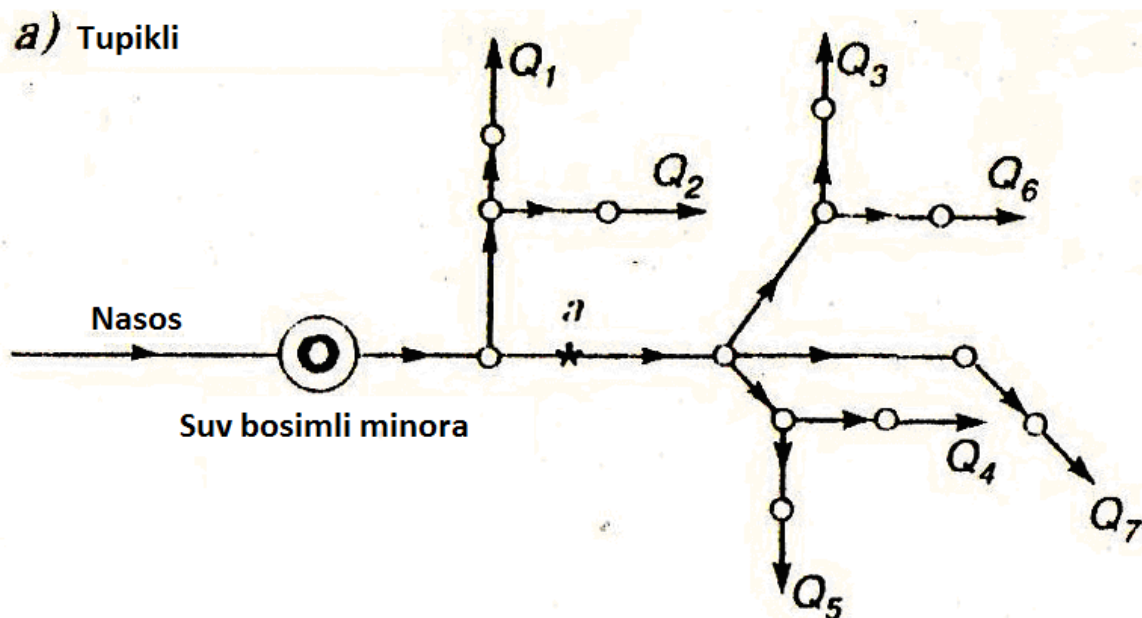 a) Tupikli
Q1
Q3
Q2
Q6
a
Nasos
Suv bosimli minora
Q4
Q7
Q5